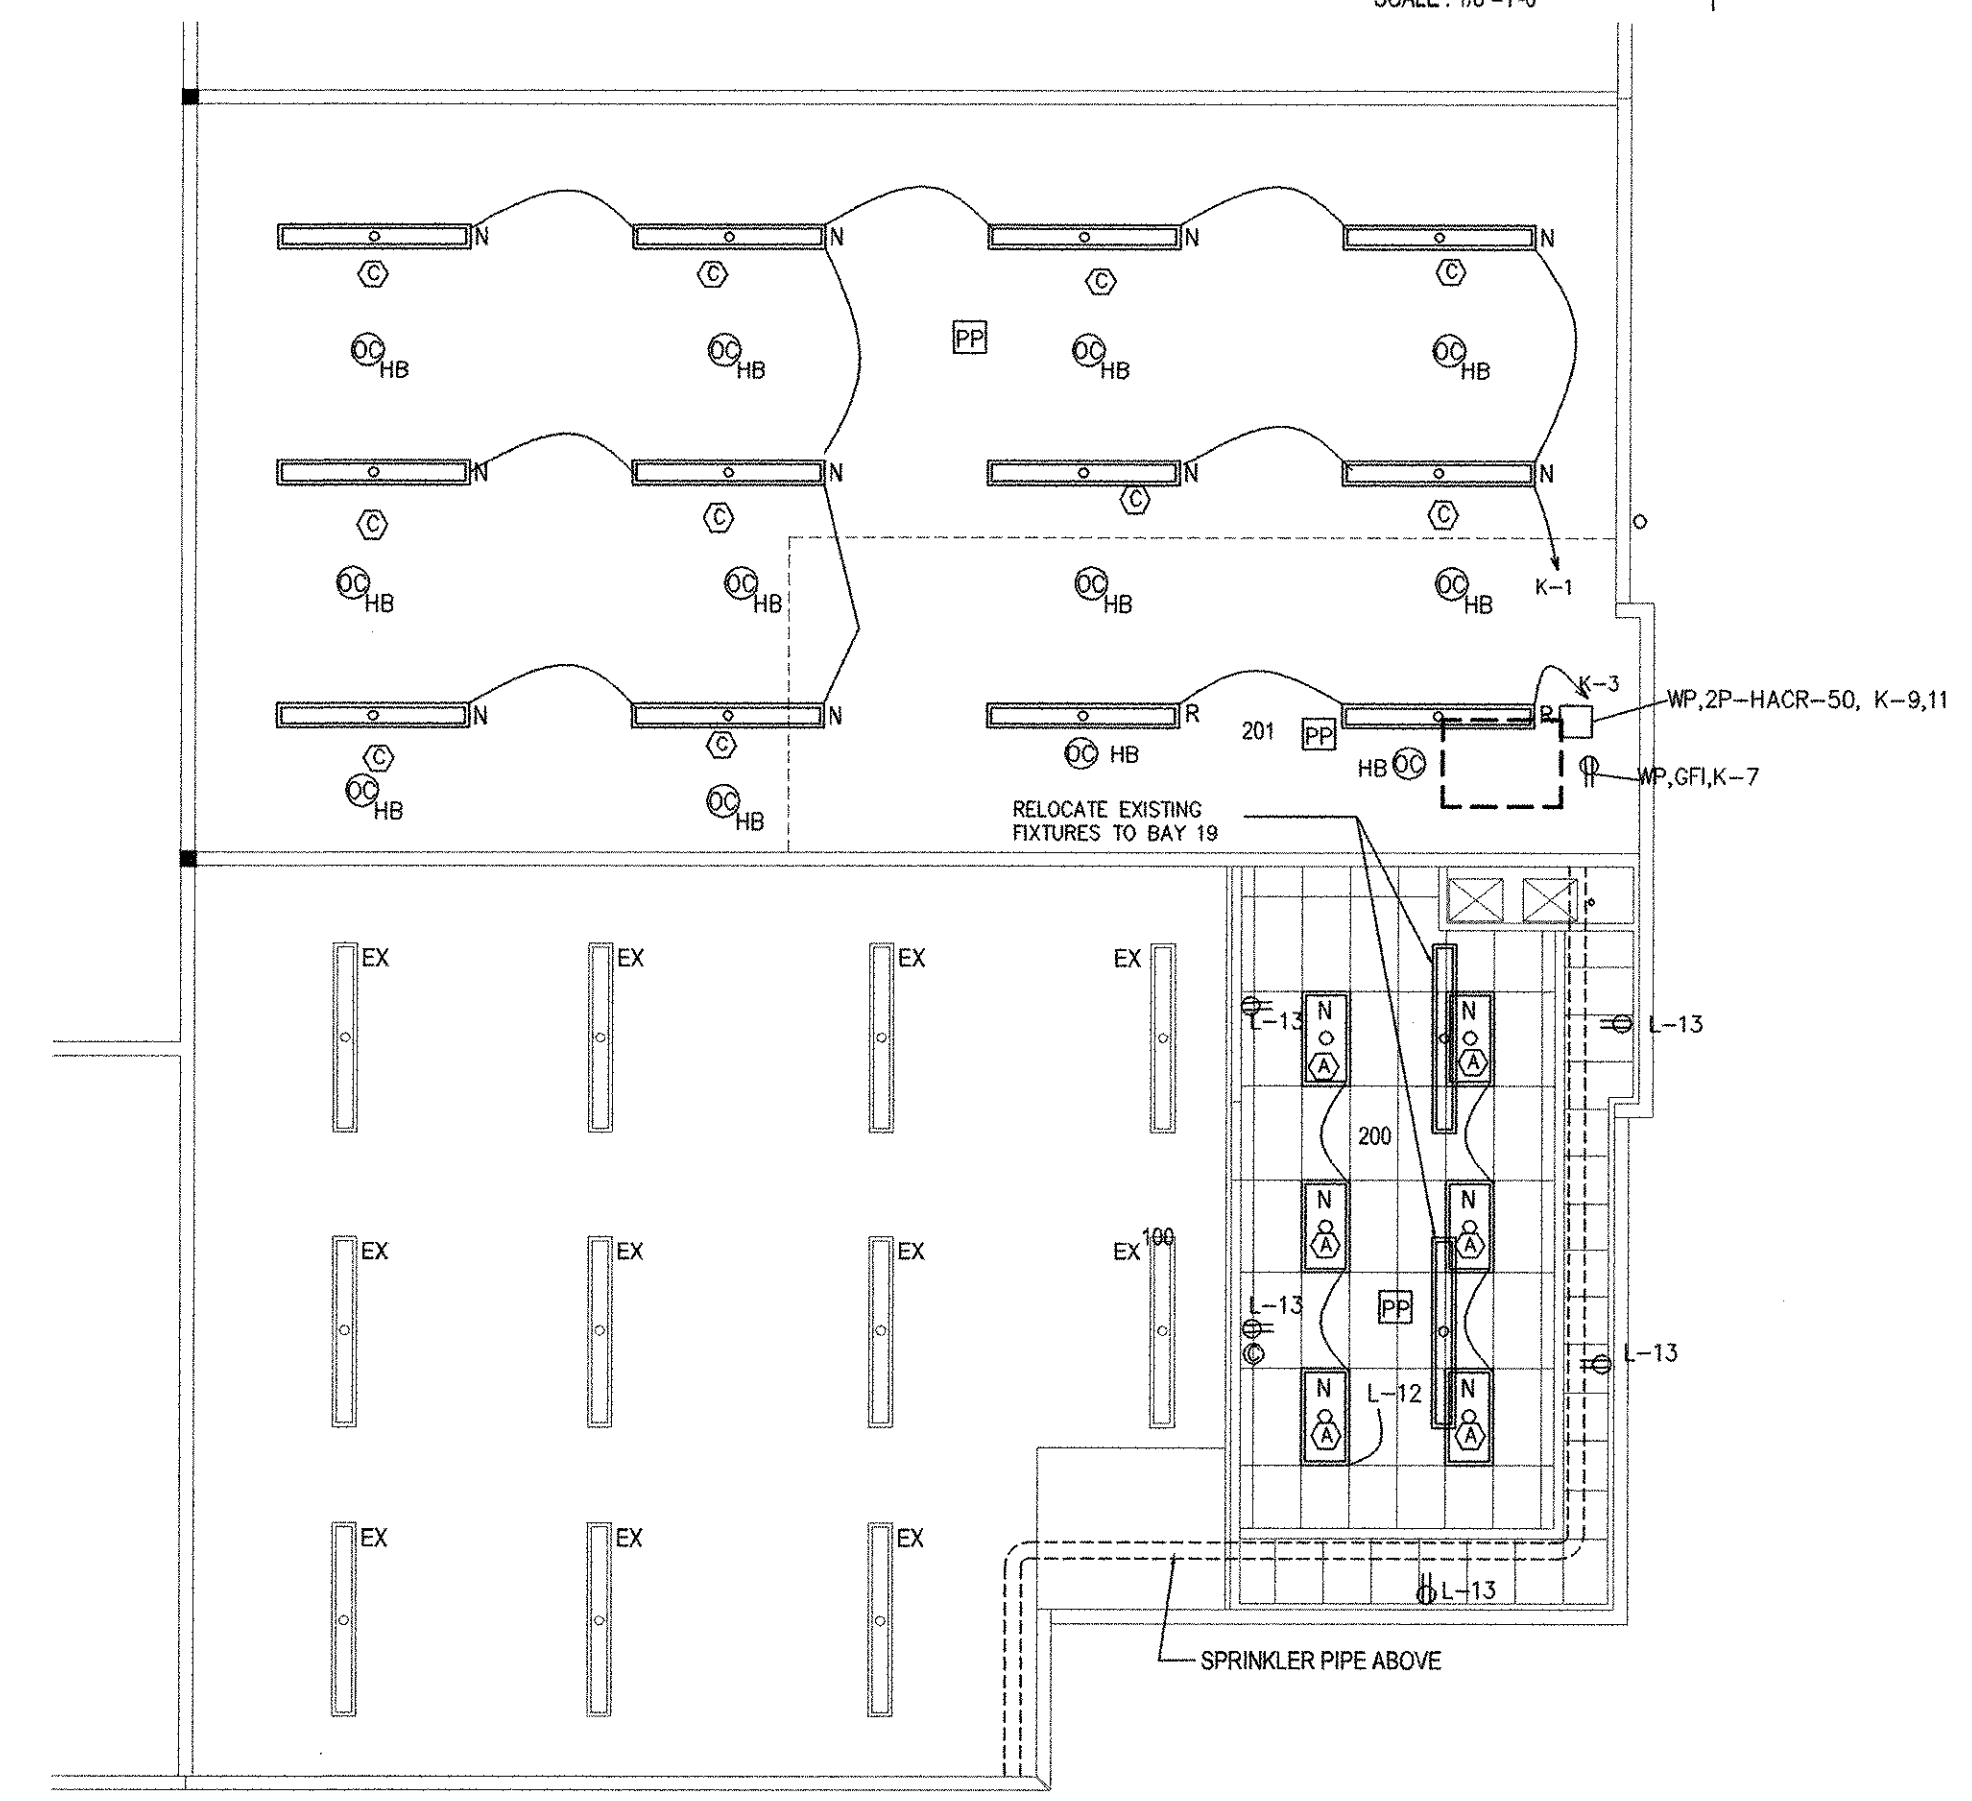 N N N N
C C C C
PP
OC HB OC HB OC HB OC HB
N N N N
C C C C
OC HB OC HB OC HB OC HB
K-1
K-3
N N R R
201 PP
WP,2P-HACR-50, K-9,11
C C
OC HB HB OC
OC HB OC HB
WP,GFI,K-7
RELOCATE EXISTING
FIXTURES TO BAY 19
EX EX EX EX
N N
L-13 L-13
A A
200
N N
EX EX EX EX 100
A A
L-13
PP
C
L-13
N N
L-12
A A
EX EX EX
L-13
SPRINKLER PIPE ABOVE